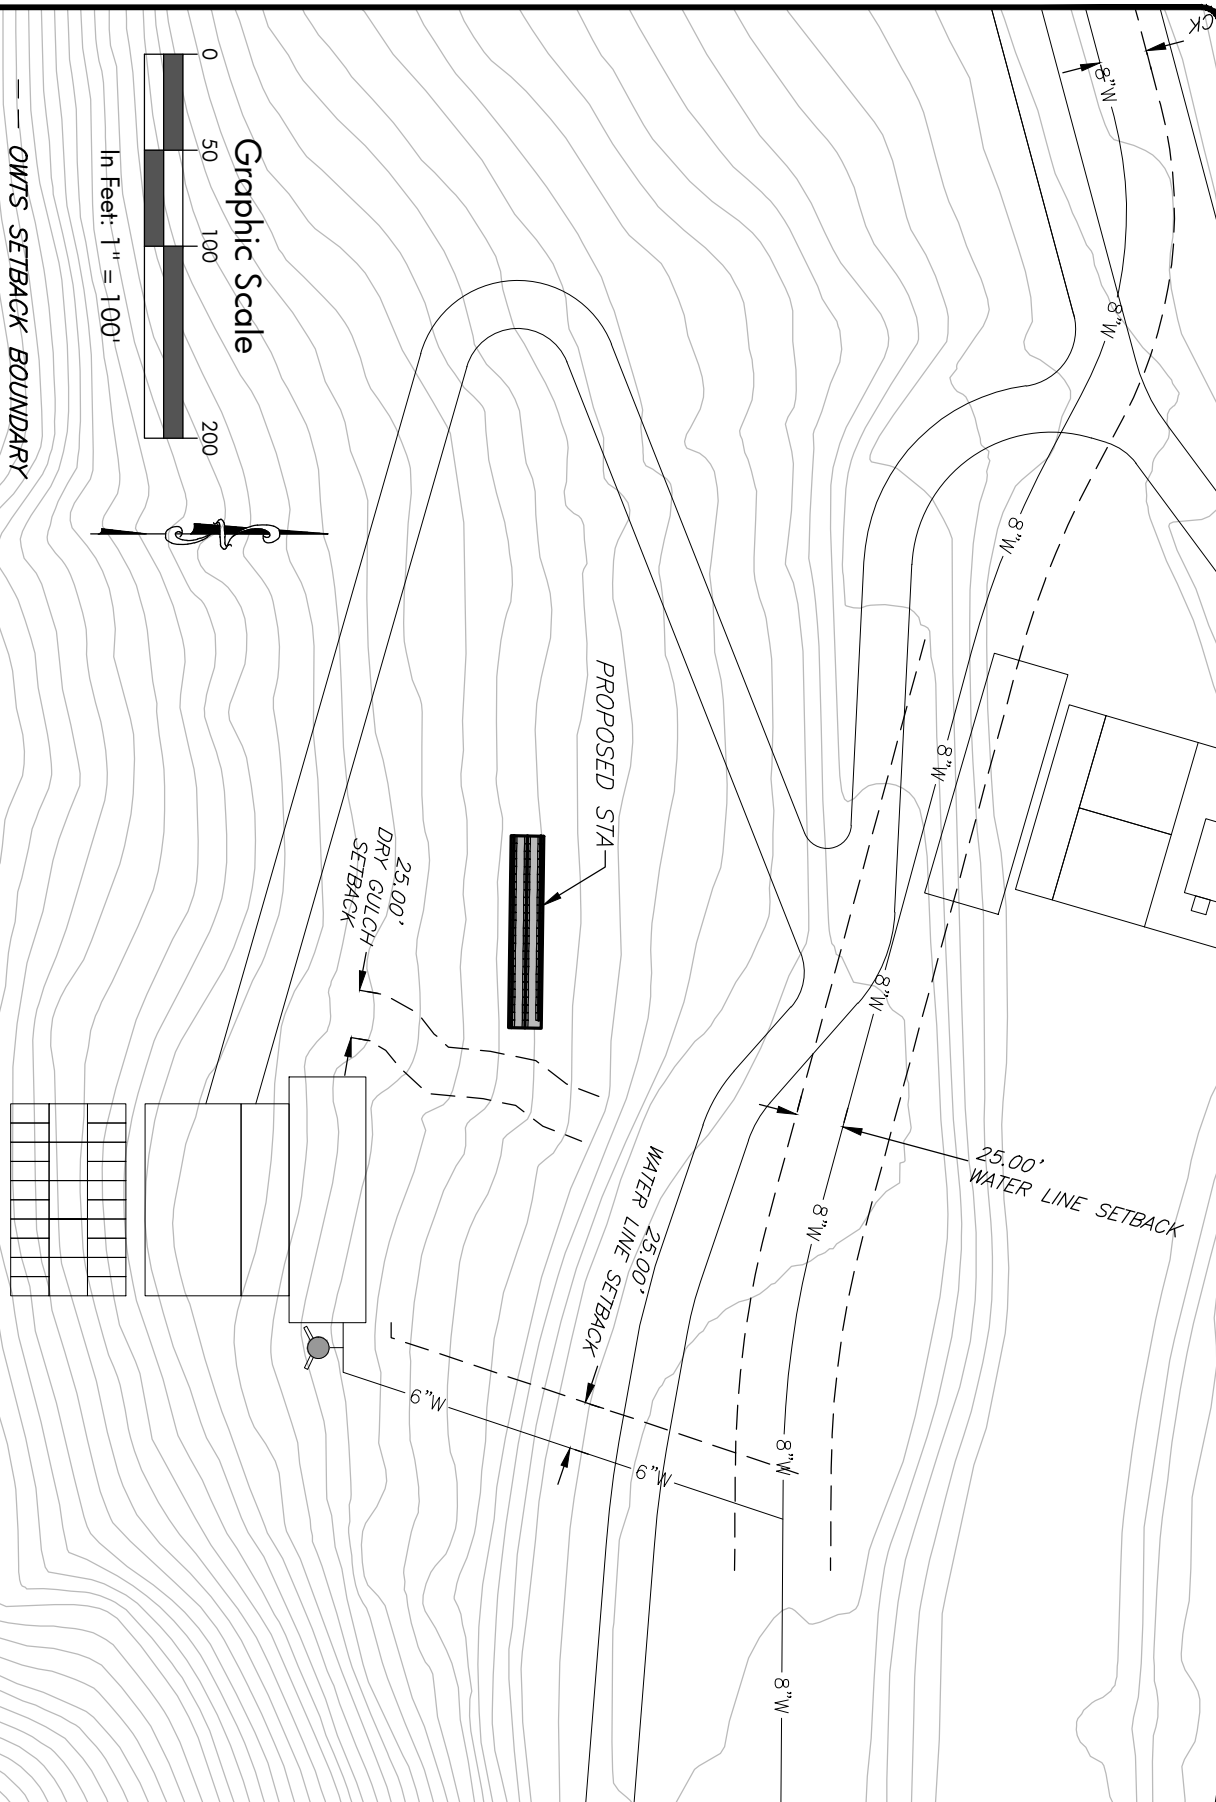 CK
8"W
8"W
8"W
8"W
8"W
8"W
8"W
8"W
25.00'
WATER LINE SETBACK
25.00'
WATER LINE SETBACK
6"W
6"W
PROPOSED STA
25.00'
DRY GULCH
SETBACK
Graphic Scale
0
50
100
200
In Feet: 1" = 100'
OWTS SETBACK BOUNDARY